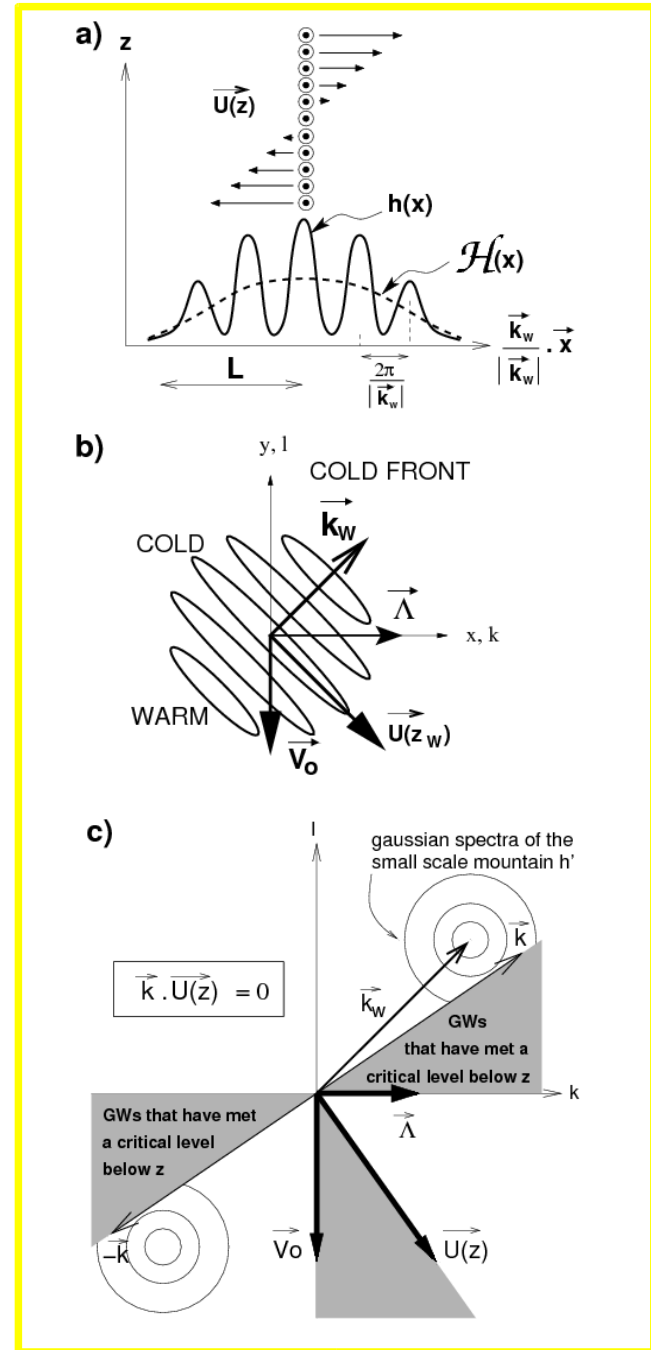 a)
z
U(z)
h(x)
H(x)
k_w / |k_w| . x
L
2π / |k_w|
b)
y, l
COLD FRONT
k_w
COLD
Λ
x, k
WARM
U(z_w)
V_o
c)
l
gaussian spectra of the
small scale mountain h'
k
k . U(z) = 0
k_w
GWs
that have met a
critical level below z
k
GWs that have met
a critical level
below z
Λ
Vo
U(z)
−k